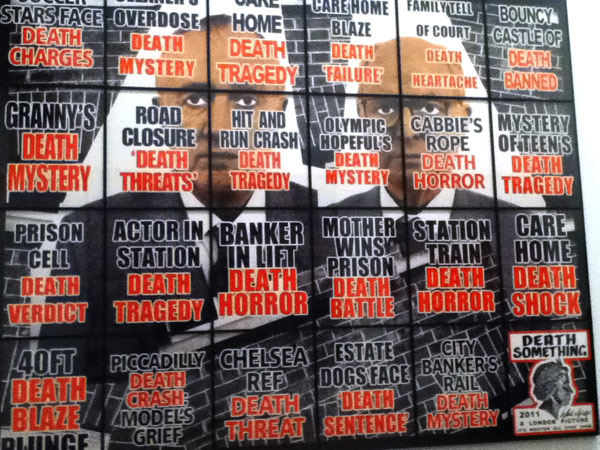 SOCCER
STARS FACE
DEATH
CHARGES
OVERDOSE
DEATH
MYSTERY
CARE
HOME
DEATH
TRAGEDY
CARE HOME
BLAZE
DEATH
'FAILURE'
FAMILY TELL
OF COURT
DEATH
HEARTACHE
BOUNCY
CASTLE OF
DEATH
BANNED
GRANNY'S
DEATH
MYSTERY
ROAD
CLOSURE
'DEATH
THREATS'
HIT AND
RUN CRASH
DEATH
TRAGEDY
OLYMPIC
HOPEFUL'S
DEATH
MYSTERY
CABBIE'S
ROPE
DEATH
HORROR
MYSTERY
OF TEEN'S
DEATH
TRAGEDY
PRISON
CELL
DEATH
VERDICT
ACTOR IN
STATION
DEATH
TRAGEDY
BANKER
IN LIFT
DEATH
HORROR
MOTHER
WINS
PRISON
DEATH
BATTLE
STATION
TRAIN
DEATH
HORROR
CARE
HOME
DEATH
SHOCK
40FT
DEATH
BLAZE
PLUNGE
PICCADILLY
DEATH
CRASH:
MODEL'S
GRIEF
CHELSEA
REF
DEATH
THREAT
ESTATE
DOGS FACE
DEATH
SENTENCE
CITY
BANKER'S
RAIL
DEATH
MYSTERY
DEATH
SOMETHING
2011
A LONDON PICTURE